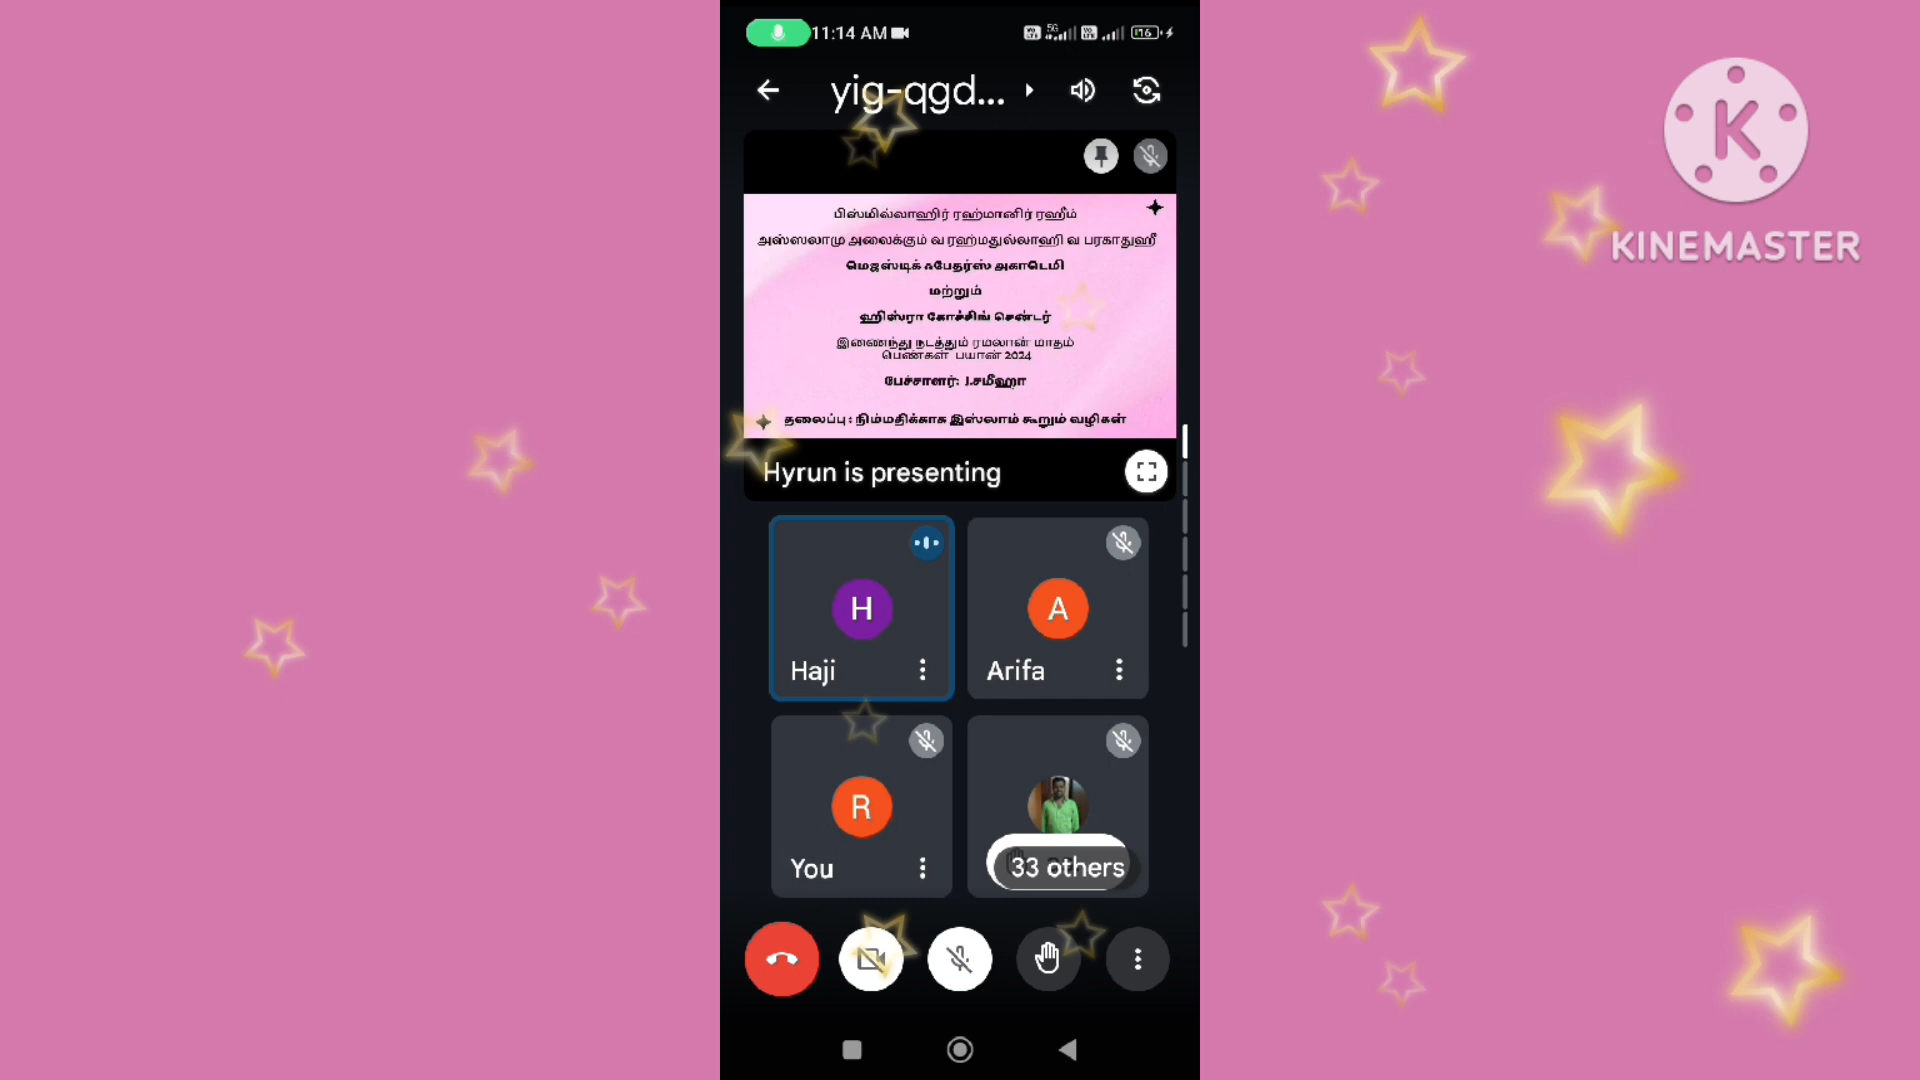 11:14 AM
5G
16
yig-qgd...
பிஸ்மில்லாஹிர் ரஹ்மானிர் ரஹீம்
அஸ்ஸலாமு அலைக்கும் வ ரஹ்மதுல்லாஹி வ பரகாதுஹீ
மெஜஸ்டிக் ஃபேதர்ஸ் அகாடெமி
மற்றும்
ஹிஸ்ரா கோச்சிங் செண்டர்
இணைந்து நடத்தும் ரமலான் மாதம்
பெண்கள் பயான் 2024
பேச்சாளர்: J.சமீஹா
தலைப்பு : நிம்மதிக்காக இஸ்லாம் கூறும் வழிகள்
Hyrun is presenting
H
Haji
A
Arifa
R
You
33 others
K
KINEMASTER